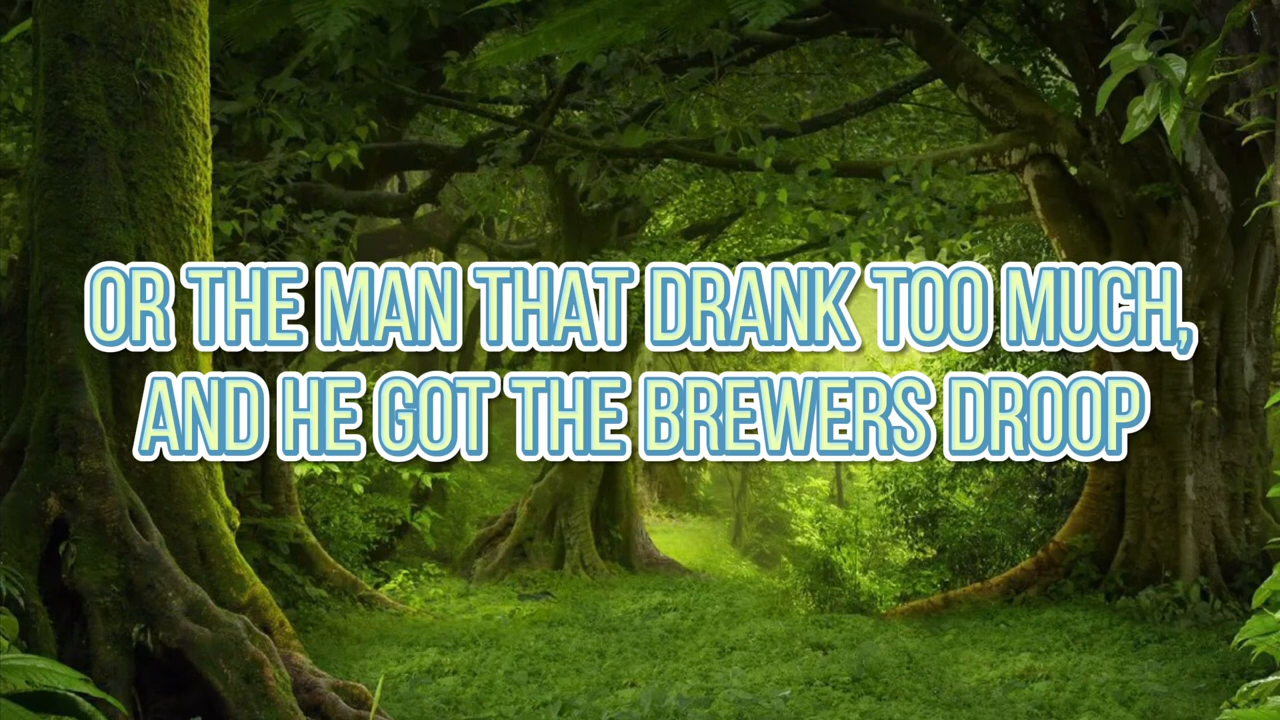 OR THE MAN THAT DRANK TOO MUCH,
AND HE GOT THE BREWERS DROOP